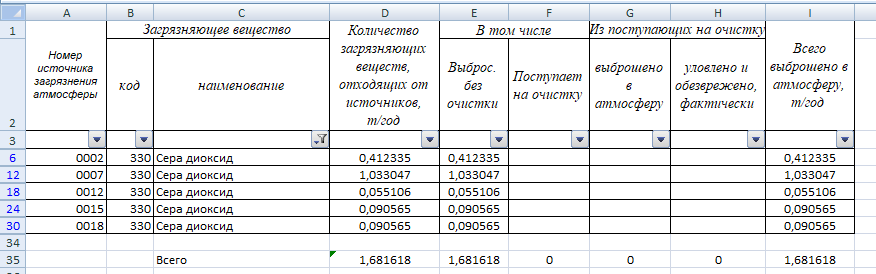 A B C D E F G H I
1 Загрязняющее вещество В том числе Из поступающих на очистку
Номер источника загрязнения атмосферы
код
наименование
Количество загрязняющих веществ, отходящих от источников, т/год
Выброс. без очистки
Поступает на очистку
выброшено в атмосферу
уловлено и обезврежено, фактически
Всего выброшено в атмосферу, т/год
2
3
6 0002 330 Сера диоксид 0,412335 0,412335 0,412335
12 0007 330 Сера диоксид 1,033047 1,033047 1,033047
18 0012 330 Сера диоксид 0,055106 0,055106 0,055106
24 0015 330 Сера диоксид 0,090565 0,090565 0,090565
30 0018 330 Сера диоксид 0,090565 0,090565 0,090565
34
35 Всего 1,681618 1,681618 0 0 0 1,681618